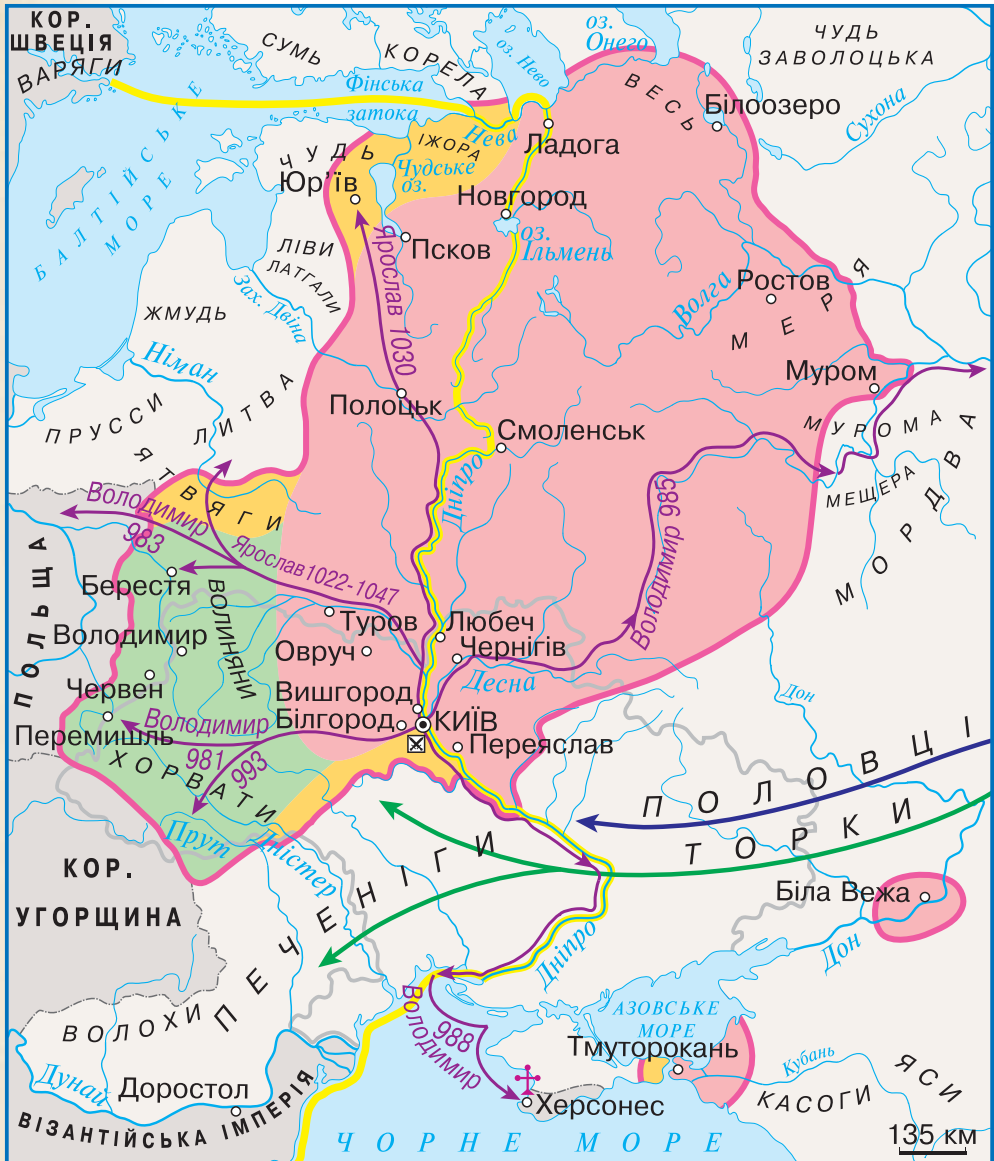 КОР.
ШВЕЦІЯ
ВАРЯГИ
СУМЬ
КОРЕЛА
оз. Нево
оз.
Онего
ЧУДЬ
ЗАВОЛОЦЬКА
Фінська
затока
Нева
ВЕСЬ
Білоозеро
Сухона
БАЛТІЙСЬКЕ
МОРЕ
ЧУДЬ
ІЖОРА
Ладога
Чудське
оз.
Юр'їв
Новгород
оз.
Ільмень
Псков
Ярослав 1030
ЛІВИ
ЛАТГАЛИ
Зах. Двіна
Волга
Ростов
МЕРЯ
ЖМУДЬ
Німан
Муром
Полоцьк
ПРУССИ
ЛИТВА
Смоленськ
МУРОМА
МЕЩЕРА
МОРДВА
ЯТВЯГИ
Дніпро
Володимир 985
Володимир
983
Ярослав 1022-1047
ПОЛЬЩА
Берестя
ВОЛИНЯНИ
Туров
Любеч
Володимир
Овруч
Чернігів
Десна
Червен
Вишгород
Дон
Білгород
КИЇВ
Перемишль
Володимир
981
993
Переяслав
ХОРВАТИ
ПОЛОВЦІ
ТОРКИ
Прут
Дністер
ПЕЧЕНІГИ
КОР.
УГОРЩИНА
Біла Вежа
Дніпро
Дон
ВОЛОХИ
АЗОВСЬКЕ
МОРЕ
988
Володимир
Тмуторокань
Кубань
ЯСИ
КАСОГИ
Дунай
Доростол
Херсонес
ВІЗАНТІЙСЬКА ІМПЕРІЯ
ЧОРНЕ МОРЕ
135 км